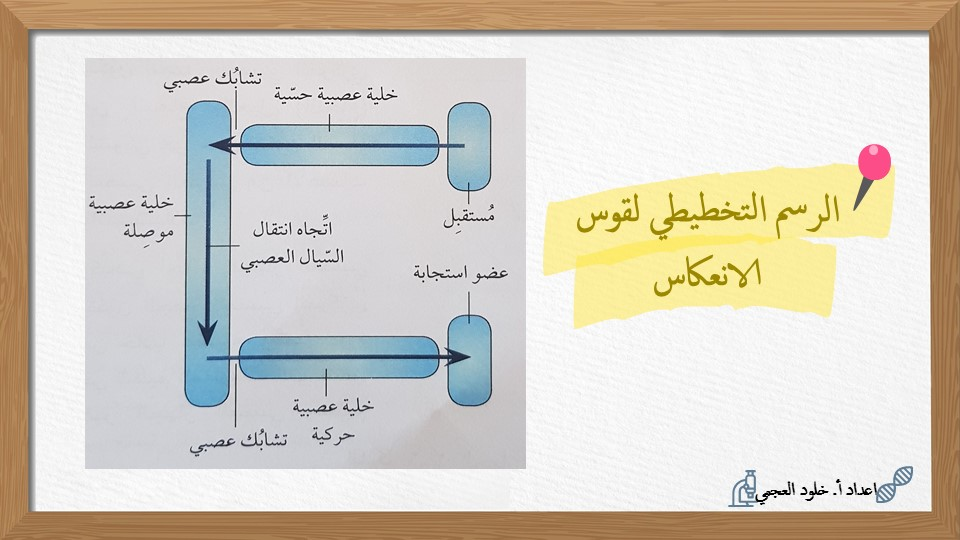 الرسم التخطيطي لقوس
الانعكاس
تشابُك عصبي
خلية عصبية حسّية
مُستقبِل
خلية عصبية
موصِلة
اتِّجاه انتقال
السّيال العصبي
عضو استجابة
خلية عصبية
حركية
تشابُك عصبي
اعداد أ. خلود العجمي